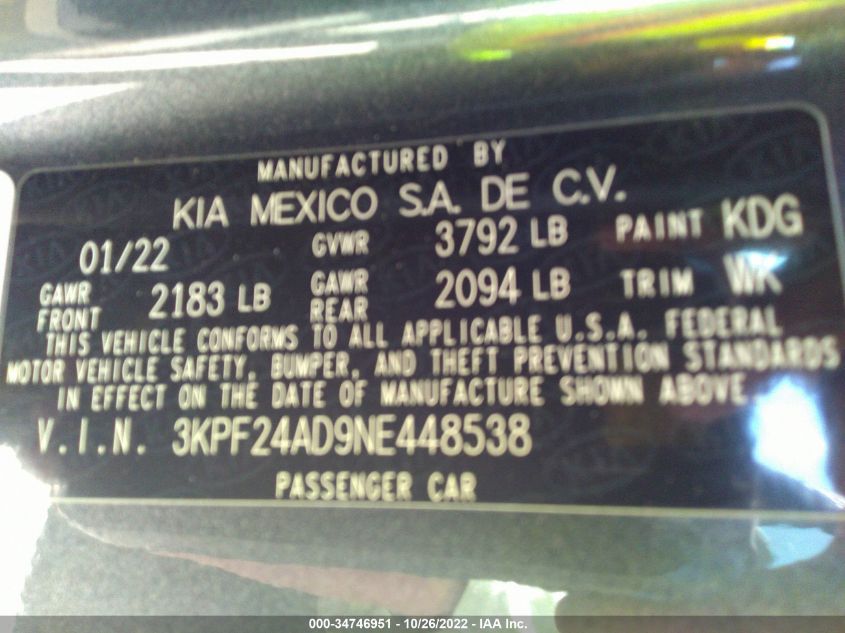 MANUFACTURED BY
KIA MEXICO S.A. DE C.V.
01/22 GVWR 3792 LB PAINT KDG
GAWR FRONT 2183 LB GAWR REAR 2094 LB TRIM WK
THIS VEHICLE CONFORMS TO ALL APPLICABLE U.S.A. FEDERAL
MOTOR VEHICLE SAFETY, BUMPER, AND THEFT PREVENTION STANDARDS
IN EFFECT ON THE DATE OF MANUFACTURE SHOWN ABOVE.
V.I.N. 3KPF24AD9NE448538
PASSENGER CAR
000-34746951 - 10/26/2022 - IAA Inc.